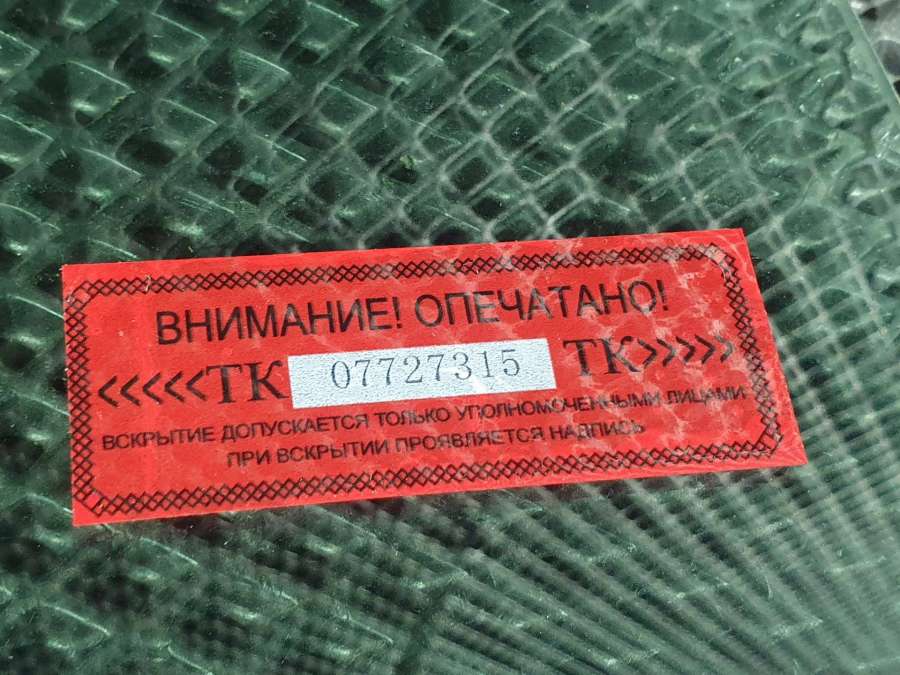 ВНИМАНИЕ! ОПЕЧАТАНО!
<<<<<ТК 07727315 ТК>>>>>
ВСКРЫТИЕ ДОПУСКАЕТСЯ ТОЛЬКО УПОЛНОМОЧЕННЫМИ ЛИЦАМИ
ПРИ ВСКРЫТИИ ПРОЯВЛЯЕТСЯ НАДПИСЬ